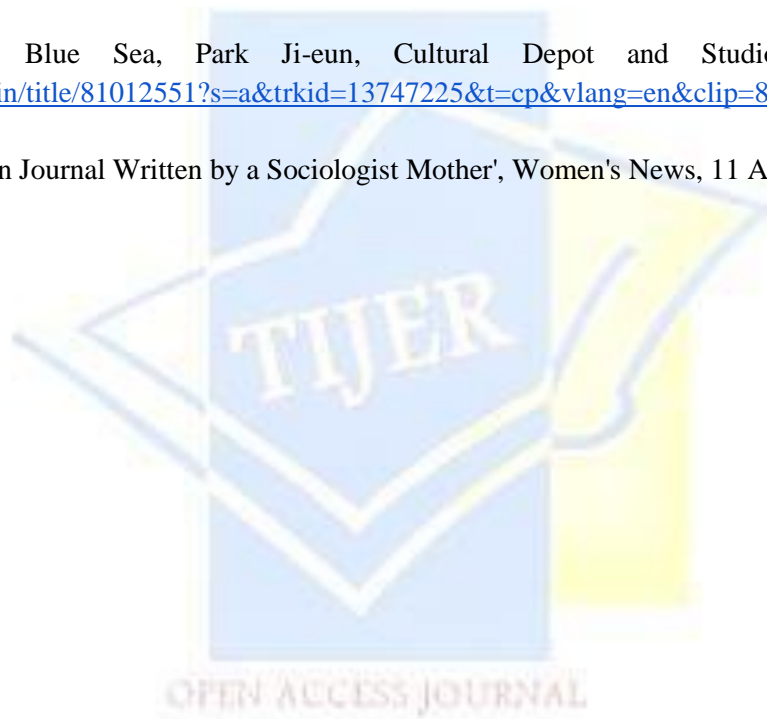 Blue Sea, Park Ji-eun, Cultural Depot and Studio
in/title/81012551?s=a&trkid=13747225&t=cp&vlang=en&clip=8
n Journal Written by a Sociologist Mother', Women's News, 11 A
TIJER
OPEN ACCESS JOURNAL